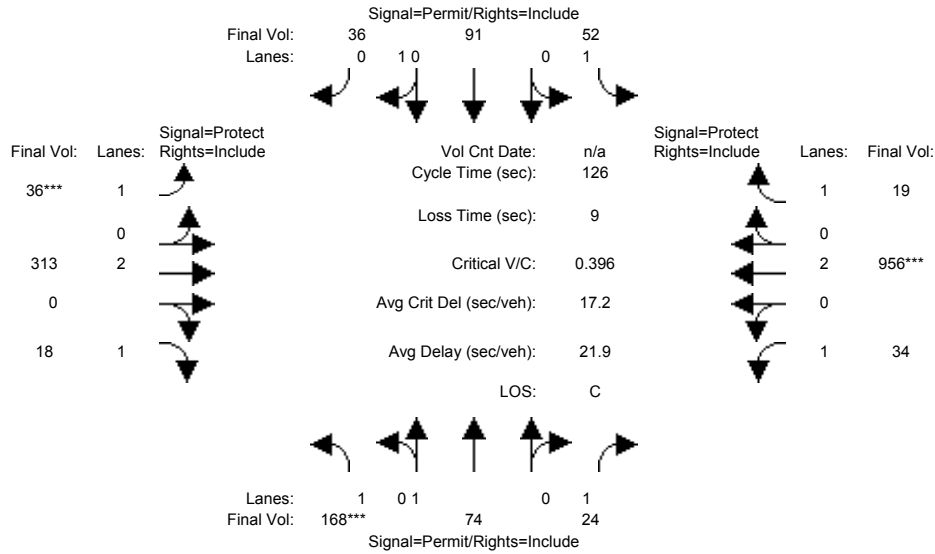 Signal=Permit/Rights=Include
Final Vol: 36 91 52
Lanes: 0 1 0 0 1
Signal=Protect Signal=Protect
Final Vol: Lanes: Rights=Include Vol Cnt Date: n/a Rights=Include Lanes: Final Vol:
Cycle Time (sec): 126
36*** 1 1 19
Loss Time (sec): 9
0 0
313 2 Critical V/C: 0.396 2 956***
0 1 Avg Crit Del (sec/veh): 17.2 0
18 1 Avg Delay (sec/veh): 21.9 1 34
LOS: C
Lanes: 1 0 1 0 1
Final Vol: 168*** 74 24
Signal=Permit/Rights=Include